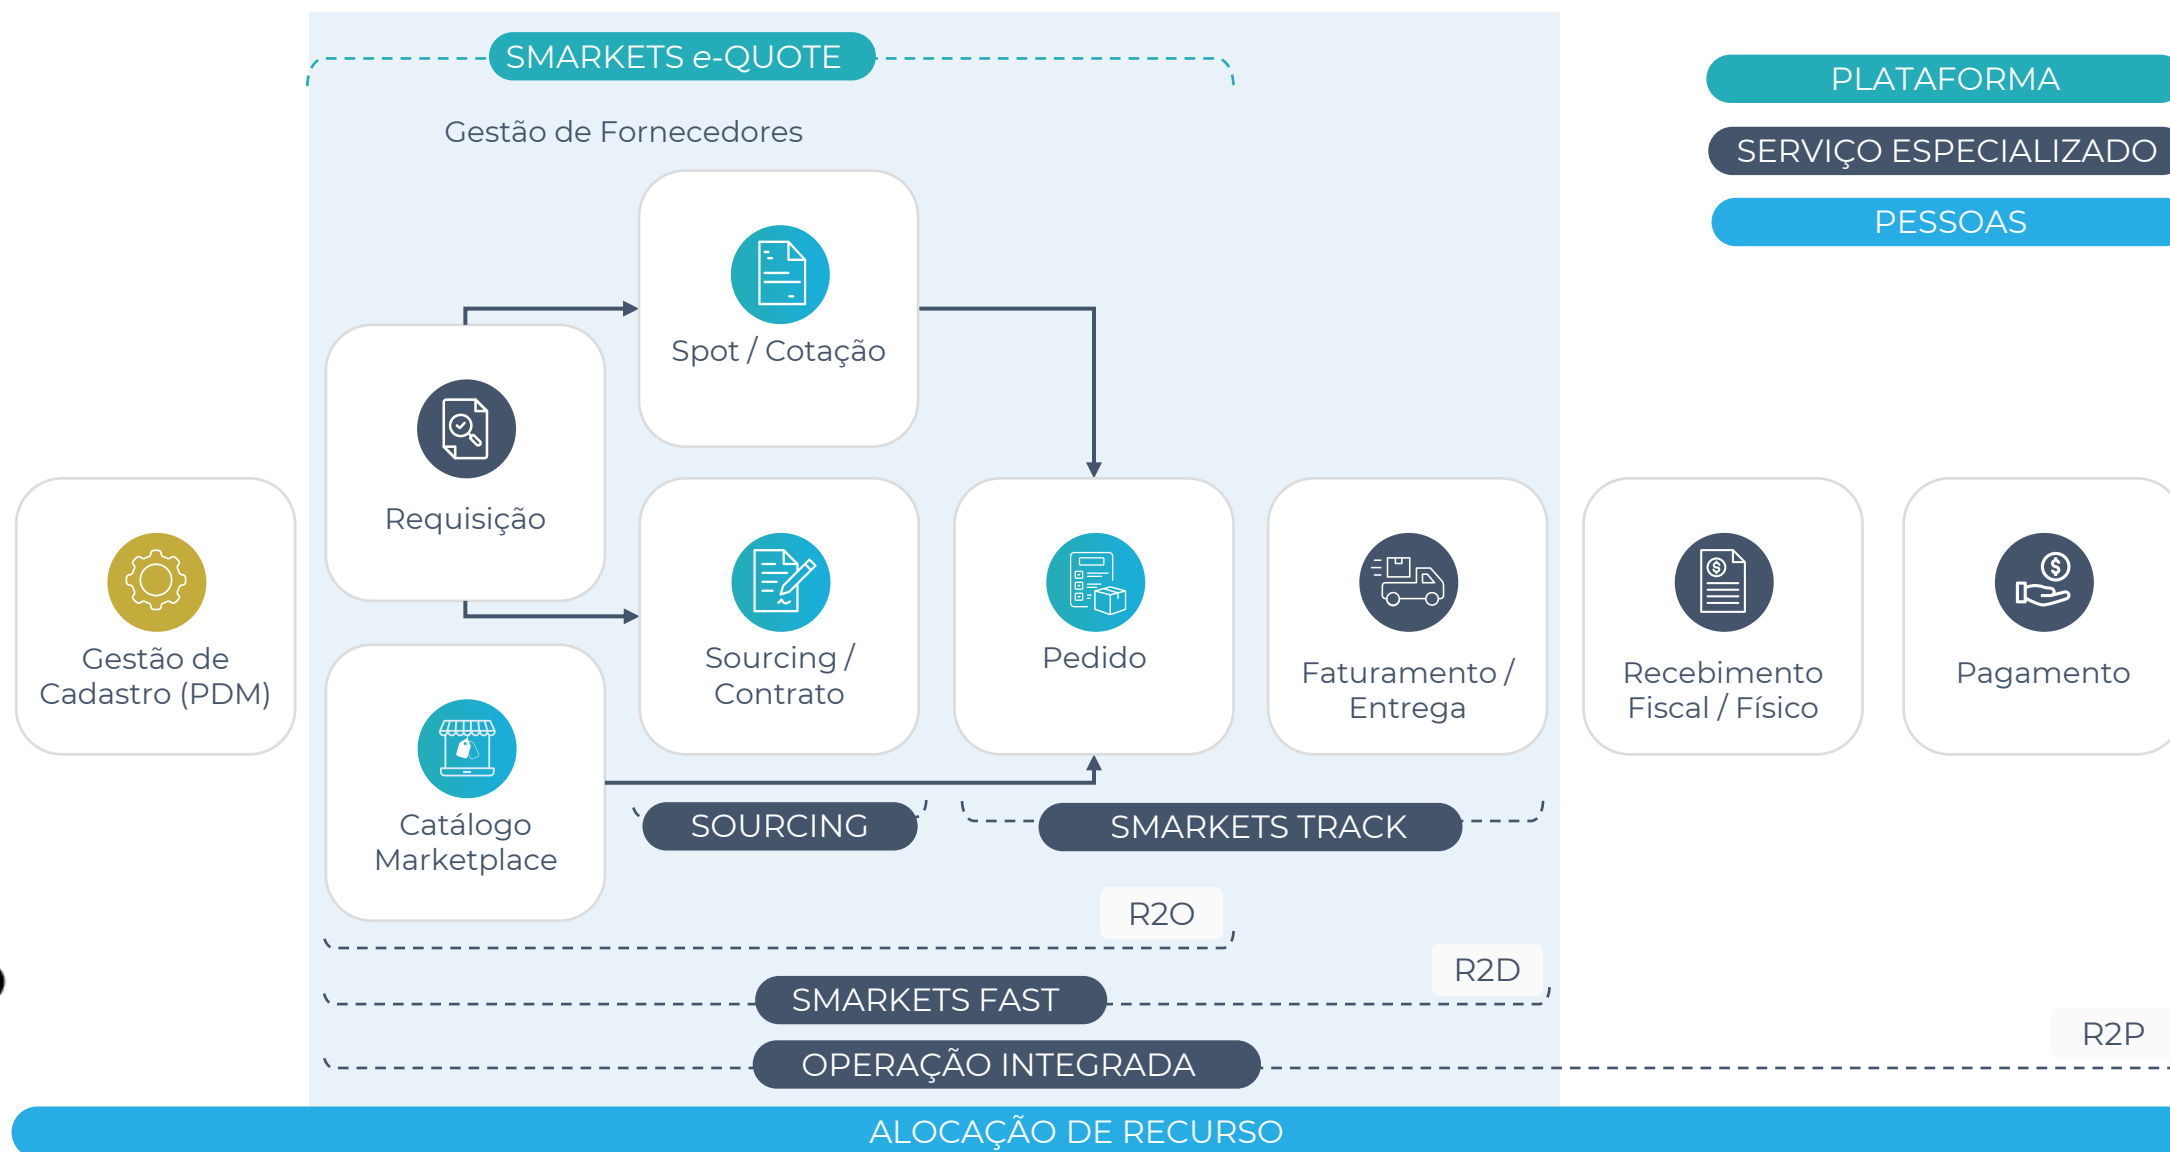 SMARKETS e-QUOTE
PLATAFORMA
Gestão de Fornecedores
SERVIÇO ESPECIALIZADO
PESSOAS
Spot / Cotação
Requisição
Gestão de
Cadastro (PDM)
Sourcing /
Contrato
Pedido
Faturamento /
Entrega
Recebimento
Fiscal / Físico
Pagamento
Catálogo
Marketplace
SOURCING
SMARKETS TRACK
R2O
R2D
SMARKETS FAST
R2P
OPERAÇÃO INTEGRADA
ALOCAÇÃO DE RECURSO